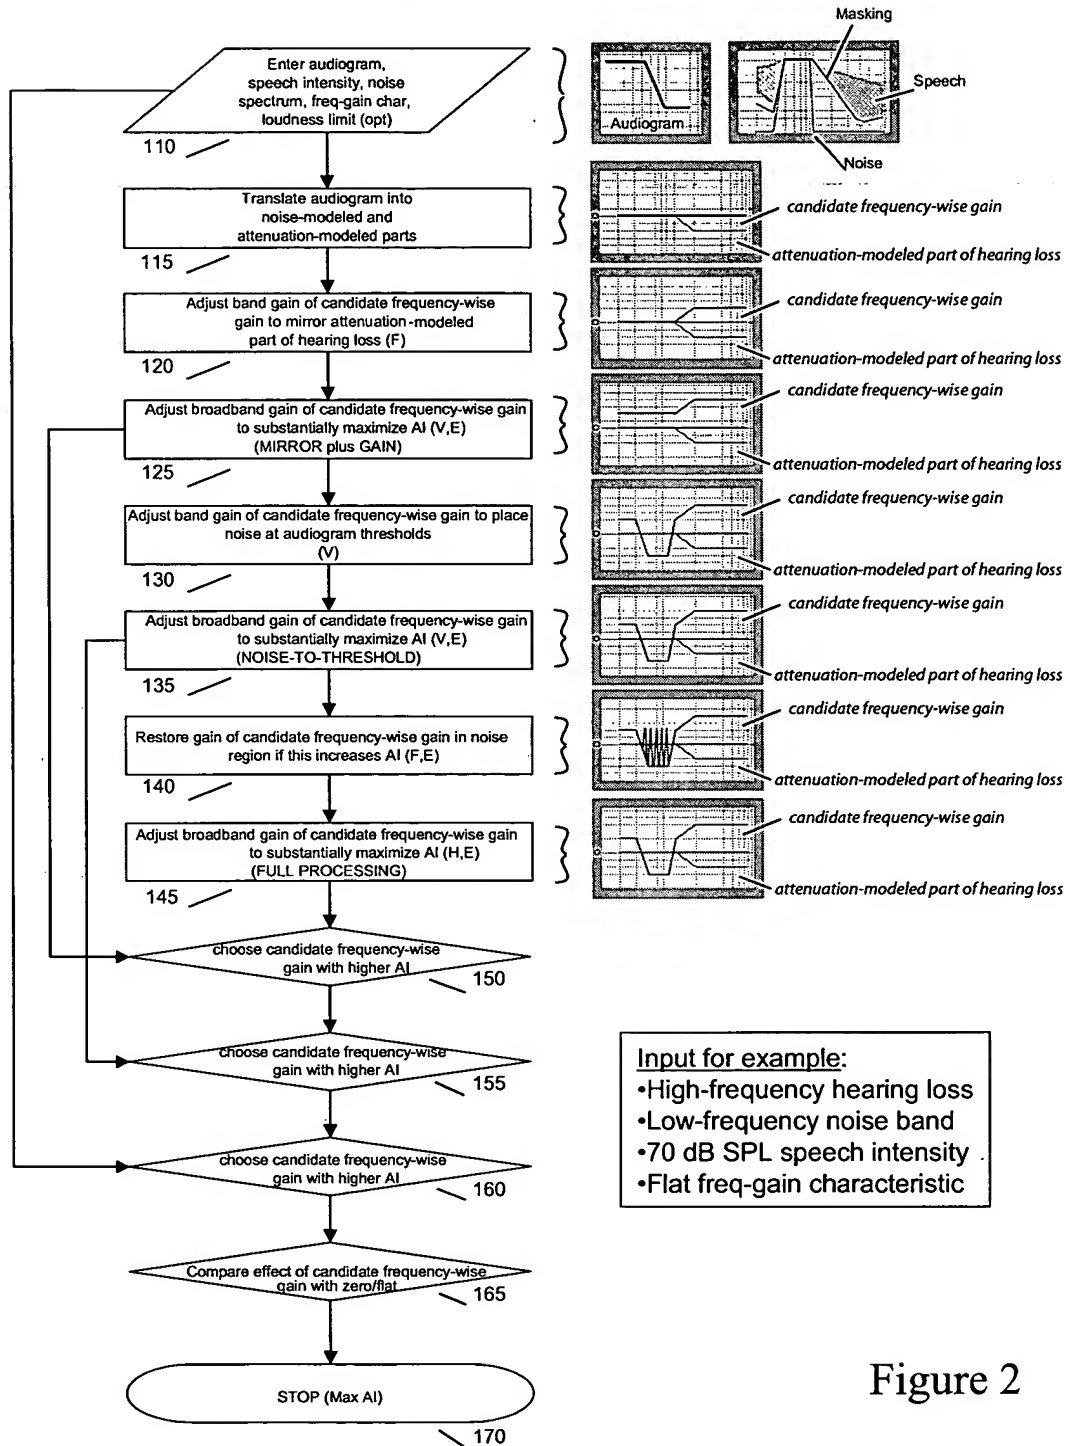 Enter audiogram,
speech intensity, noise
spectrum, freq-gain char,
loudness limit (opt)
110
Audiogram
Masking
Speech
Noise
Translate audiogram into
noise-modeled and
attenuation-modeled parts
115
candidate frequency-wise gain
attenuation-modeled part of hearing loss
Adjust band gain of candidate frequency-wise
gain to mirror attenuation-modeled
part of hearing loss (F)
120
candidate frequency-wise gain
attenuation-modeled part of hearing loss
Adjust broadband gain of candidate frequency-wise gain
to substantially maximize AI (V,E)
(MIRROR plus GAIN)
125
candidate frequency-wise gain
attenuation-modeled part of hearing loss
Adjust band gain of candidate frequency-wise gain to place
noise at audiogram thresholds
(V)
130
candidate frequency-wise gain
attenuation-modeled part of hearing loss
Adjust broadband gain of candidate frequency-wise gain
to substantially maximize AI (V,E)
(NOISE-TO-THRESHOLD)
135
candidate frequency-wise gain
attenuation-modeled part of hearing loss
Restore gain of candidate frequency-wise gain in noise
region if this increases AI (F,E)
140
candidate frequency-wise gain
attenuation-modeled part of hearing loss
Adjust broadband gain of candidate frequency-wise gain
to substantially maximize AI (H,E)
(FULL PROCESSING)
145
candidate frequency-wise gain
attenuation-modeled part of hearing loss
choose candidate frequency-wise
gain with higher AI
150
choose candidate frequency-wise
gain with higher AI
155
choose candidate frequency-wise
gain with higher AI
160
Compare effect of candidate frequency-wise
gain with zero/flat
165
STOP (Max AI)
170
Input for example:
•High-frequency hearing loss
•Low-frequency noise band
•70 dB SPL speech intensity
•Flat freq-gain characteristic
Figure 2